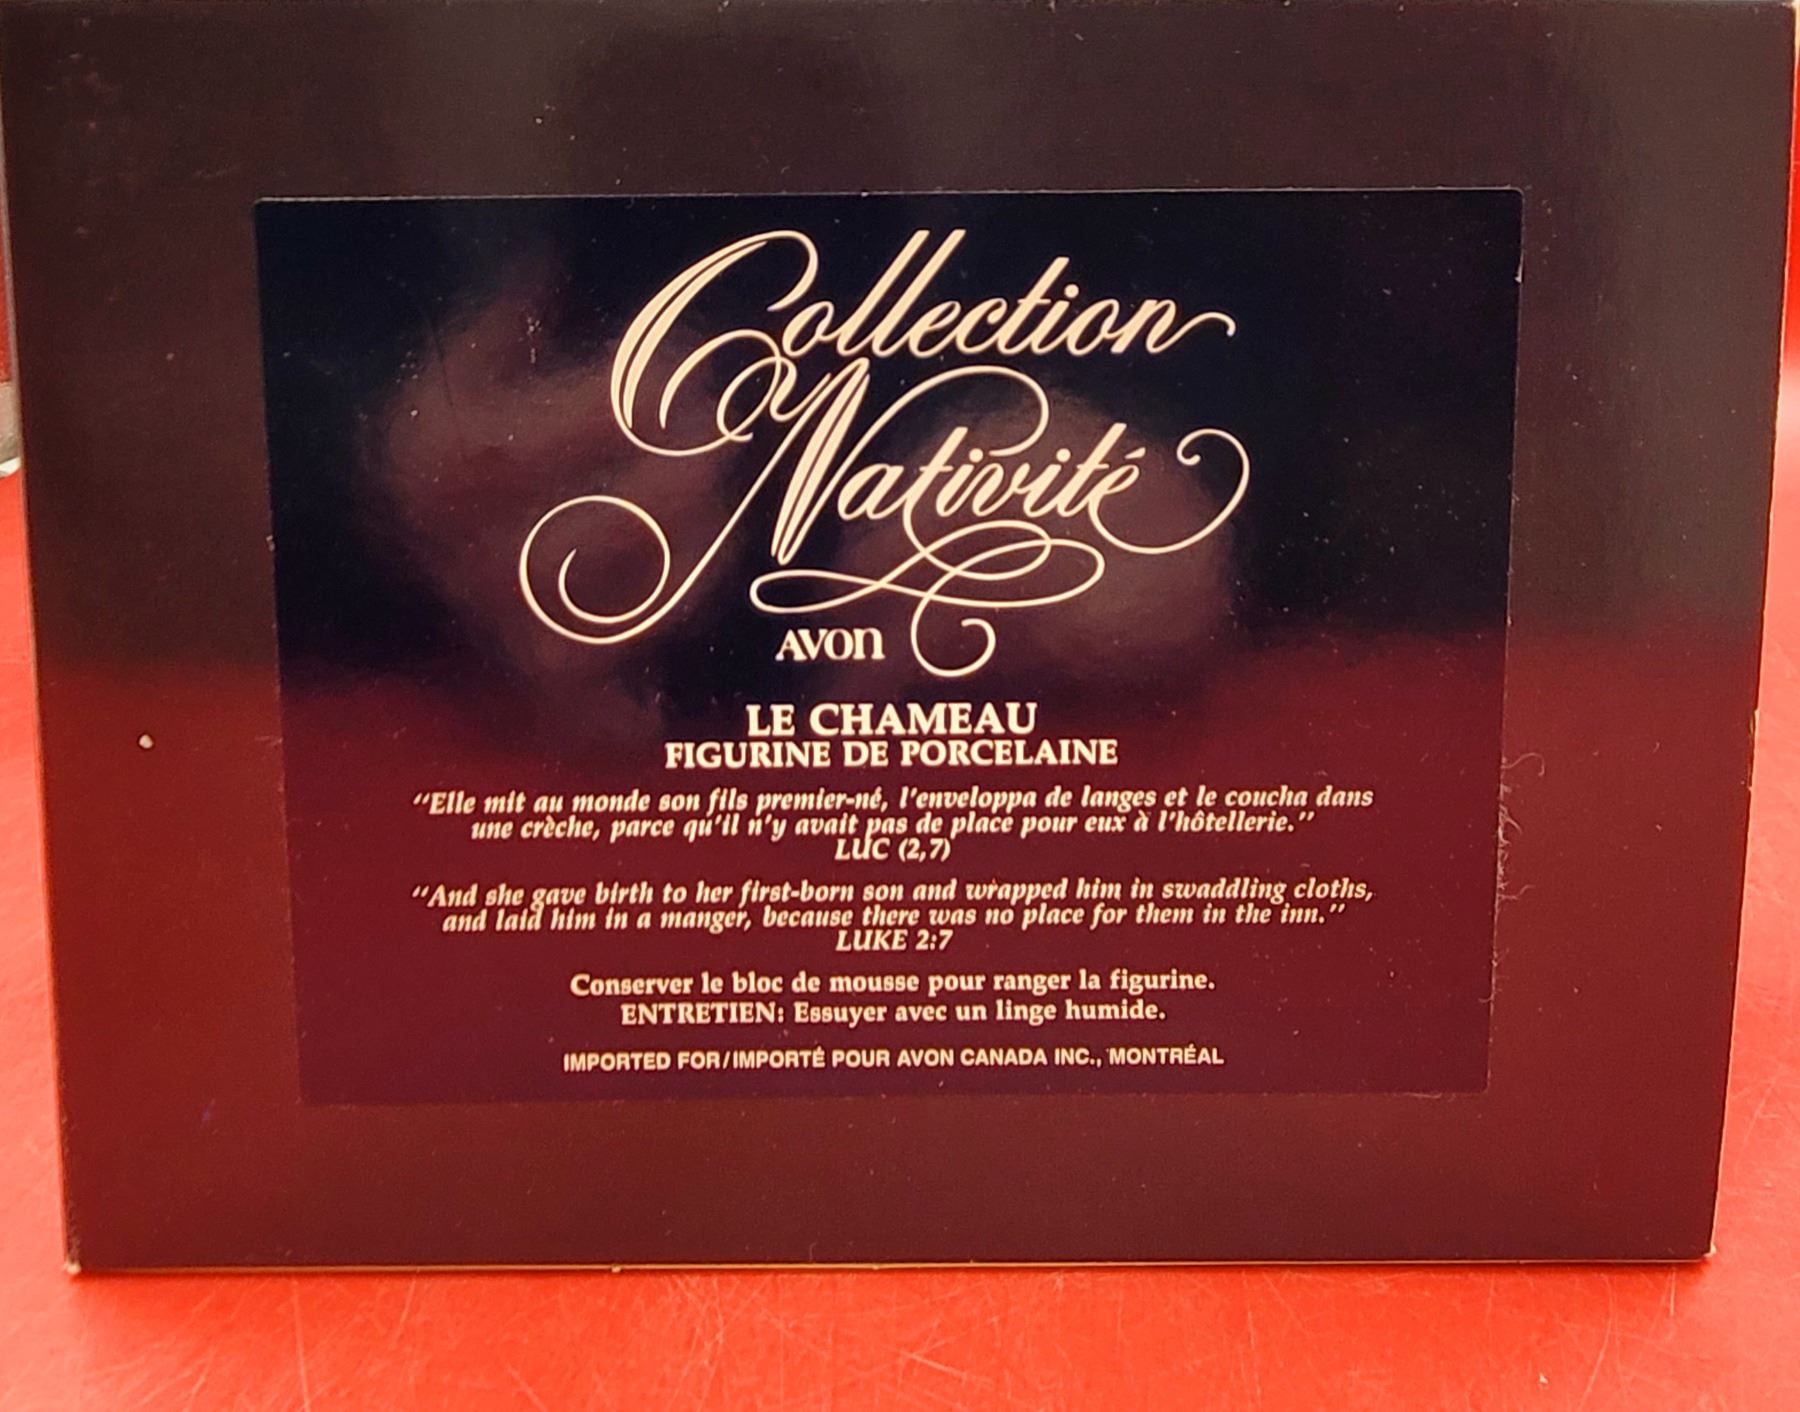 Collection
Nativité
AVON
LE CHAMEAU
FIGURINE DE PORCELAINE
“Elle mit au monde son fils premier-né, l'enveloppa de langes et le coucha dans
une crèche, parce qu'il n'y avait pas de place pour eux à l'hôtellerie.”
LUC (2,7)
“And she gave birth to her first-born son and wrapped him in swaddling cloths,
and laid him in a manger, because there was no place for them in the inn.”
LUKE 2:7
Conserver le bloc de mousse pour ranger la figurine.
ENTRETIEN: Essuyer avec un linge humide.
IMPORTED FOR/IMPORTÉ POUR AVON CANADA INC., MONTRÉAL